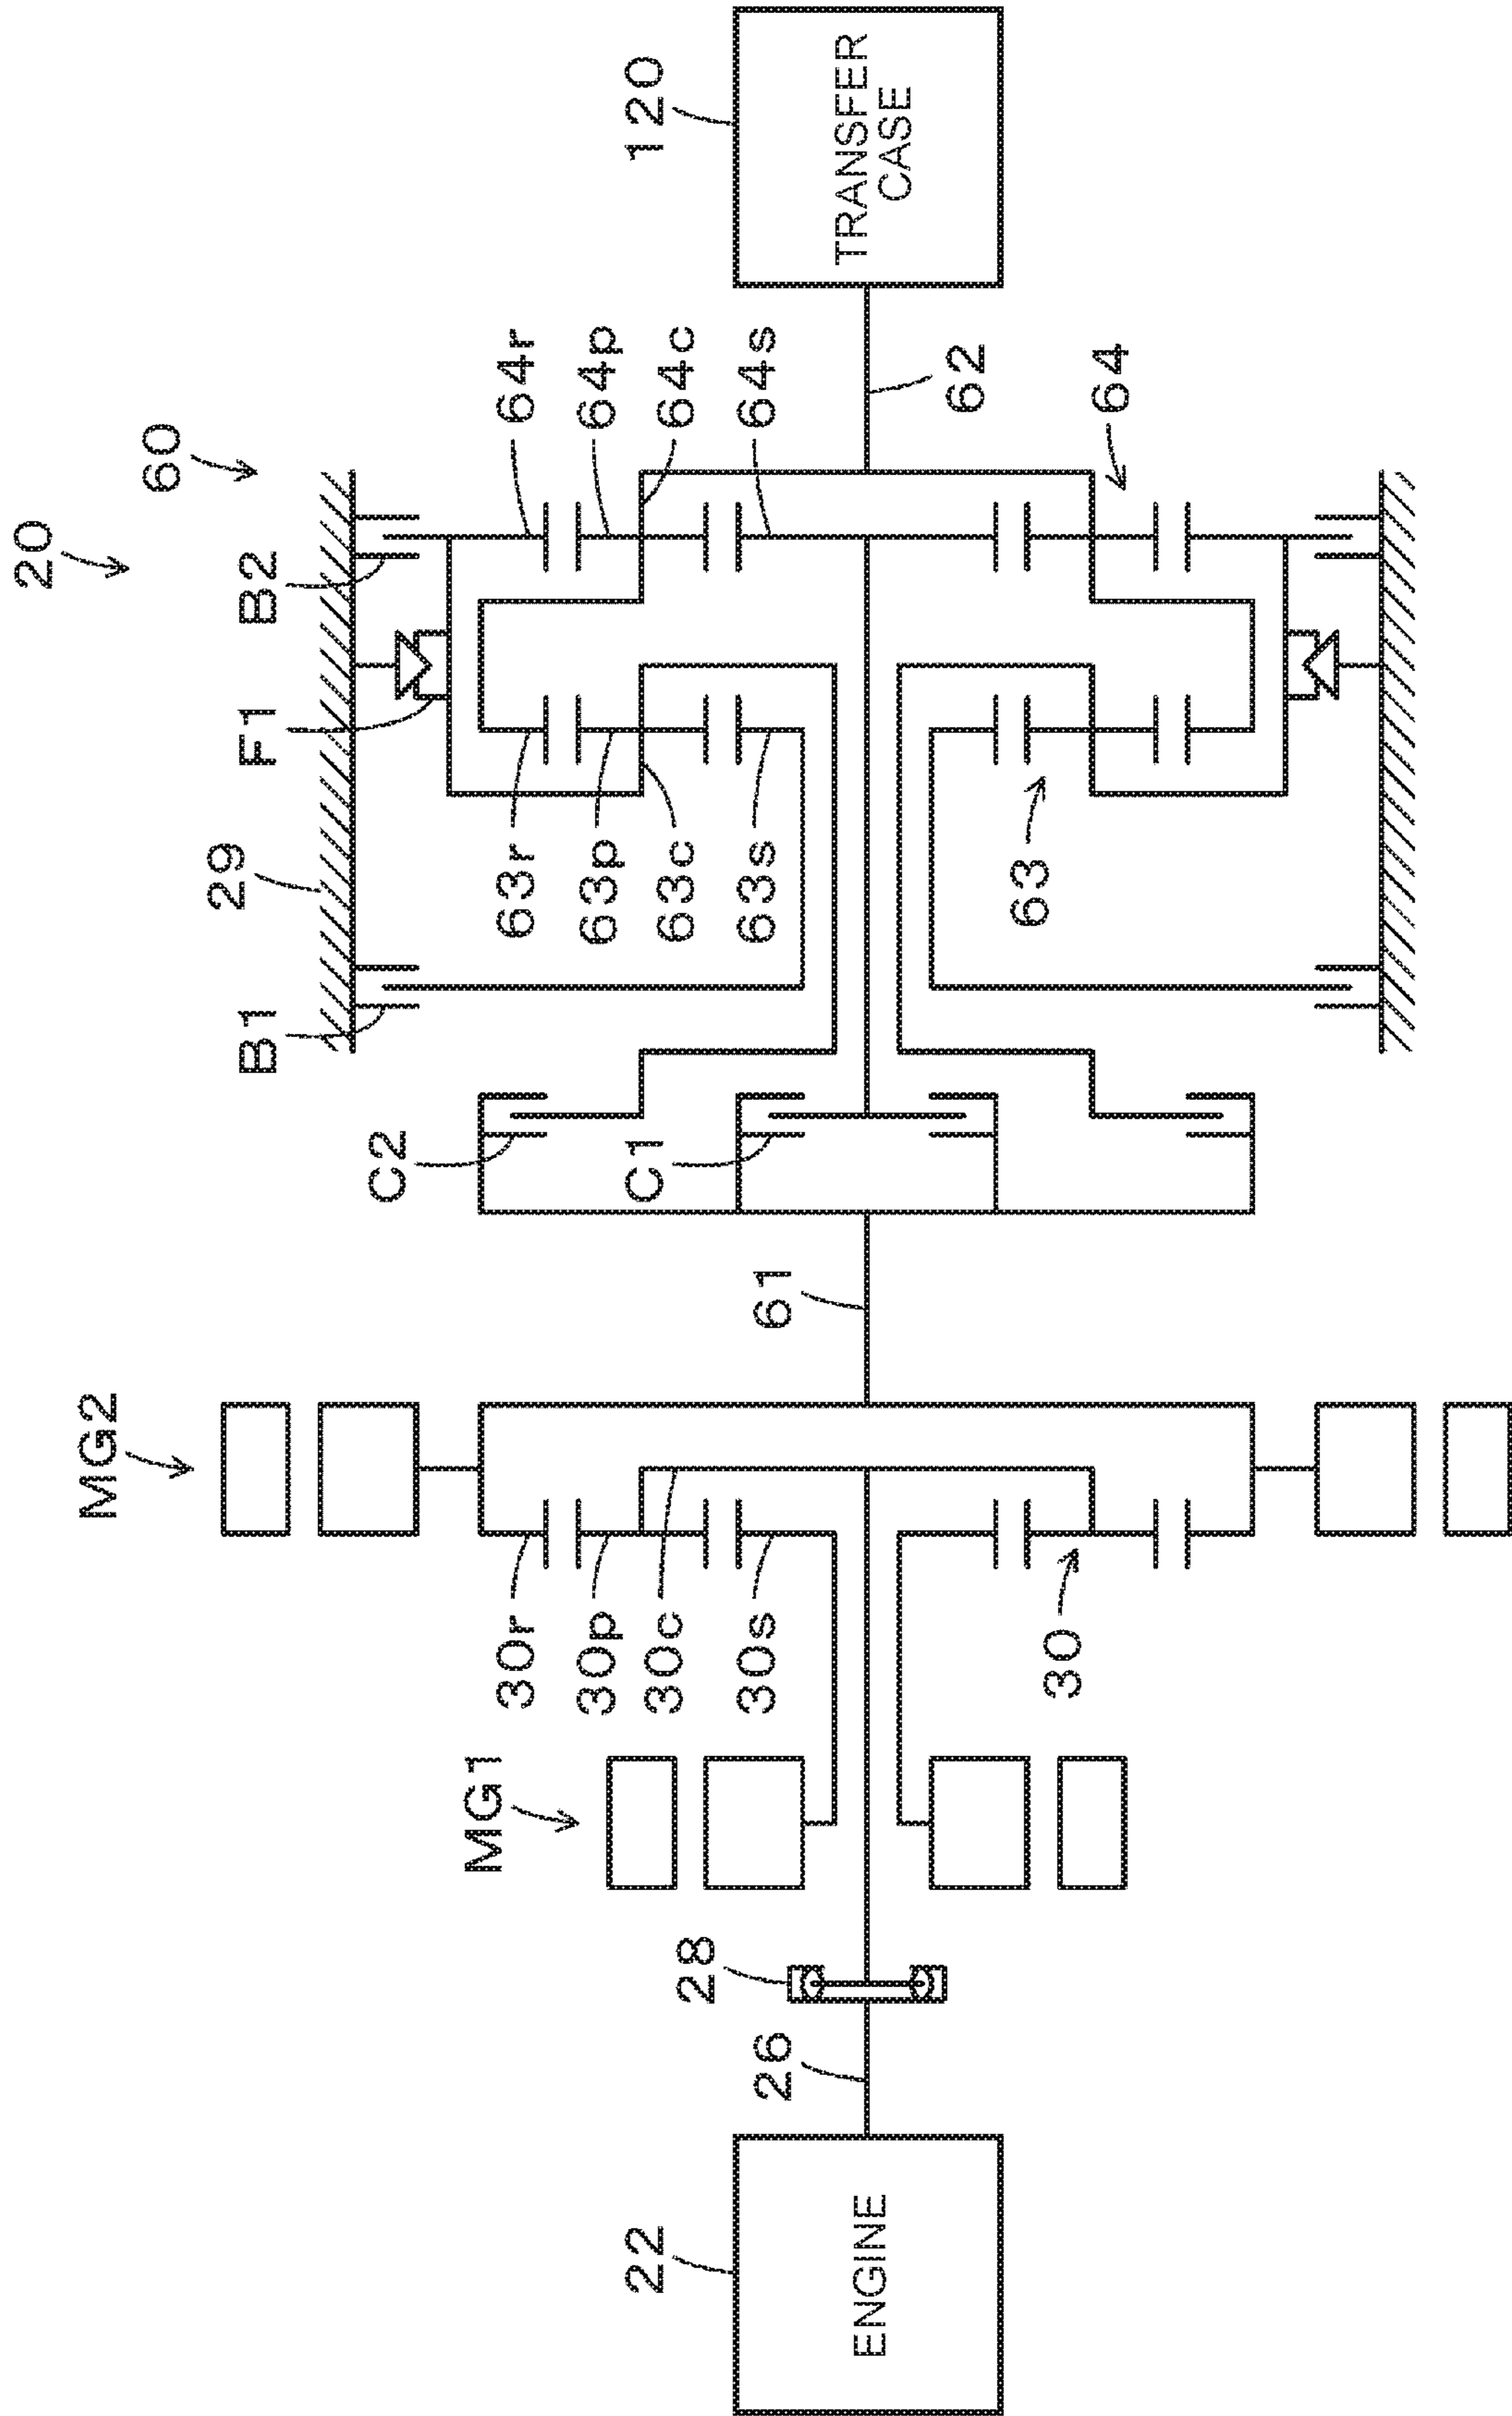 20
60
MG2
29
B1
F1
B2
C2
MG1
30r
30p
30c
30s
63r
63p
63c
63s
64r
64p
64c
64s
C1
22
28
120
ENGINE
TRANSFER
CASE
26
61
62
30
63
64